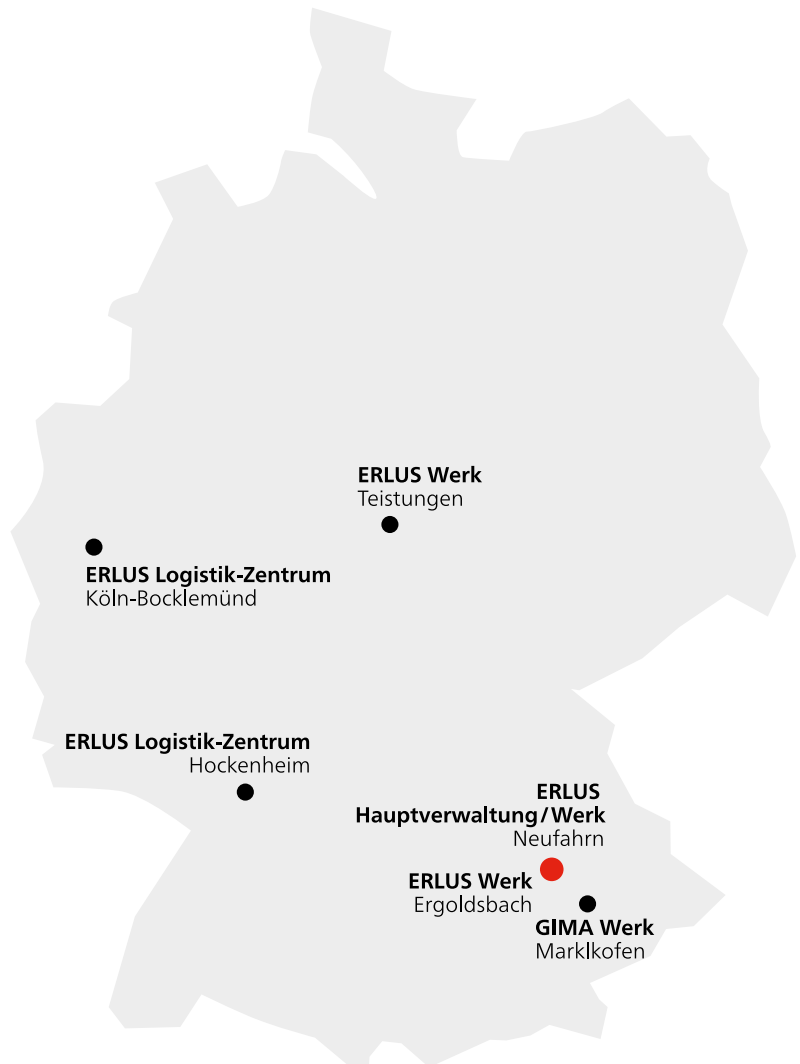 ERLUS Werk
Teistungen
ERLUS Logistik-Zentrum
Köln-Bocklemünd
ERLUS Logistik-Zentrum
Hockenheim
ERLUS
Hauptverwaltung/Werk
Neufahrn
ERLUS Werk
Ergoldsbach
GIMA Werk
Marklkofen